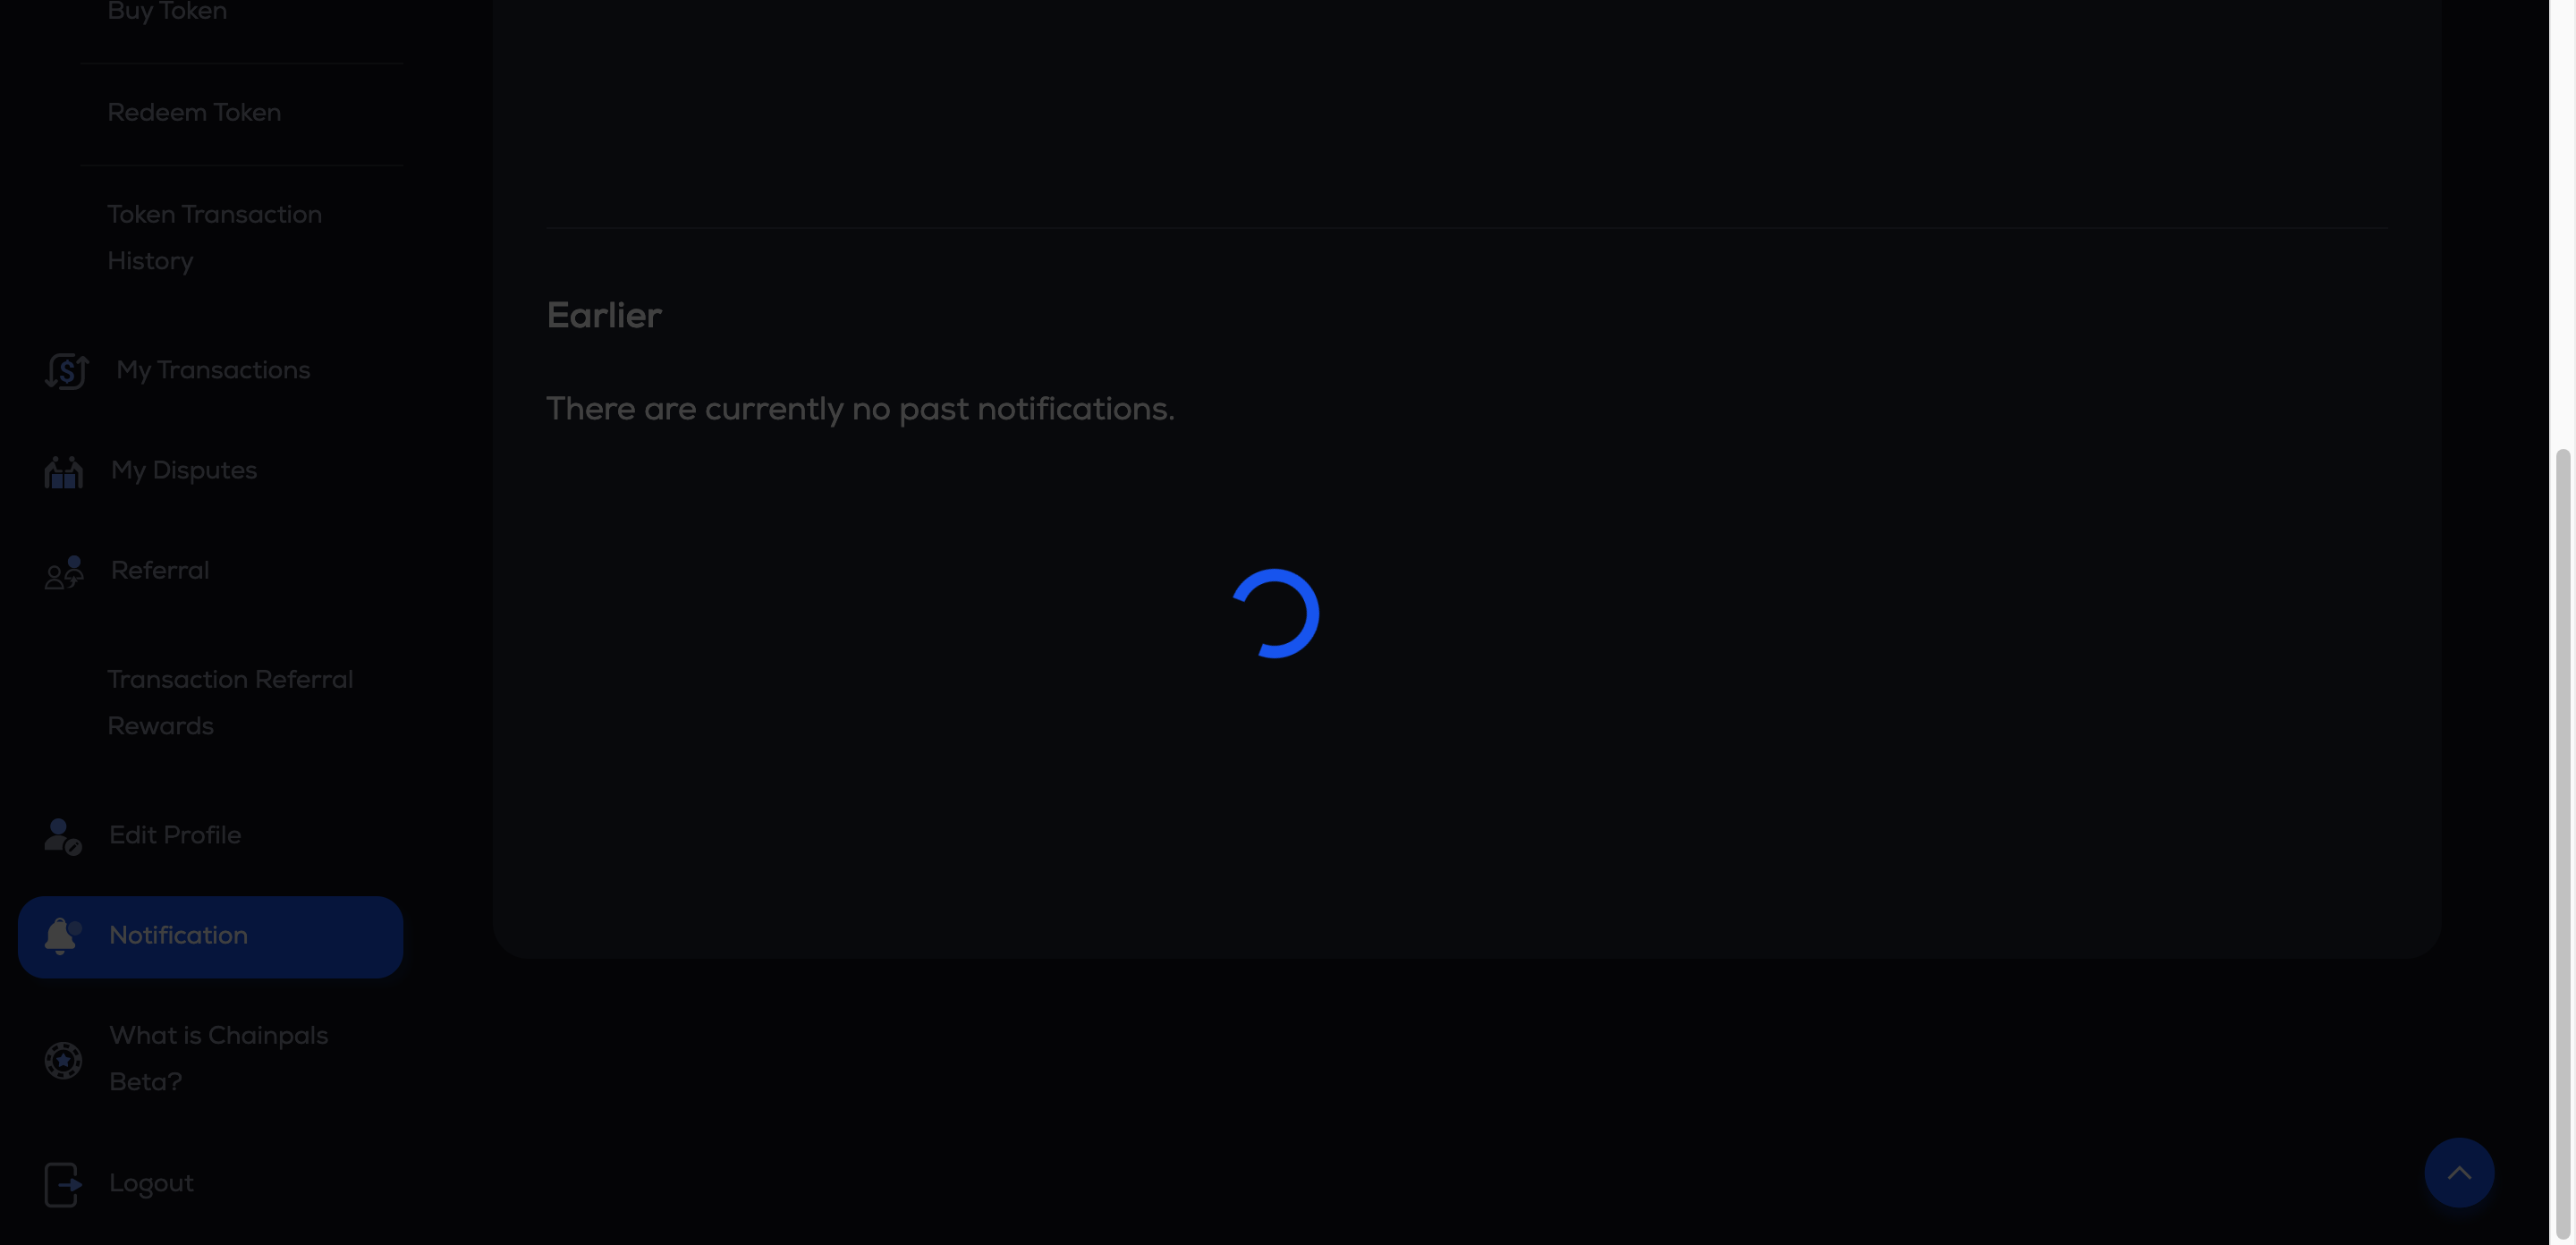 Buy Token
Redeem Token
Token Transaction
History
My Transactions
My Disputes
Referral
Transaction Referral
Rewards
Edit Profile
Notification
What is Chainpals
Beta?
Logout
Earlier
There are currently no past notifications.